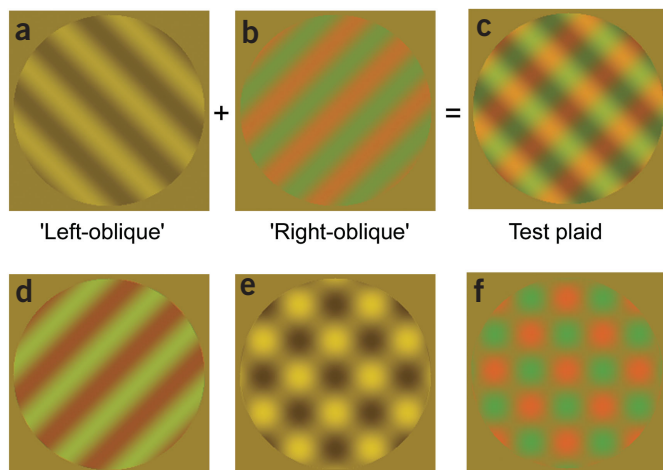 a
b
c
+
=
'Left-oblique'
'Right-oblique'
Test plaid
d
e
f